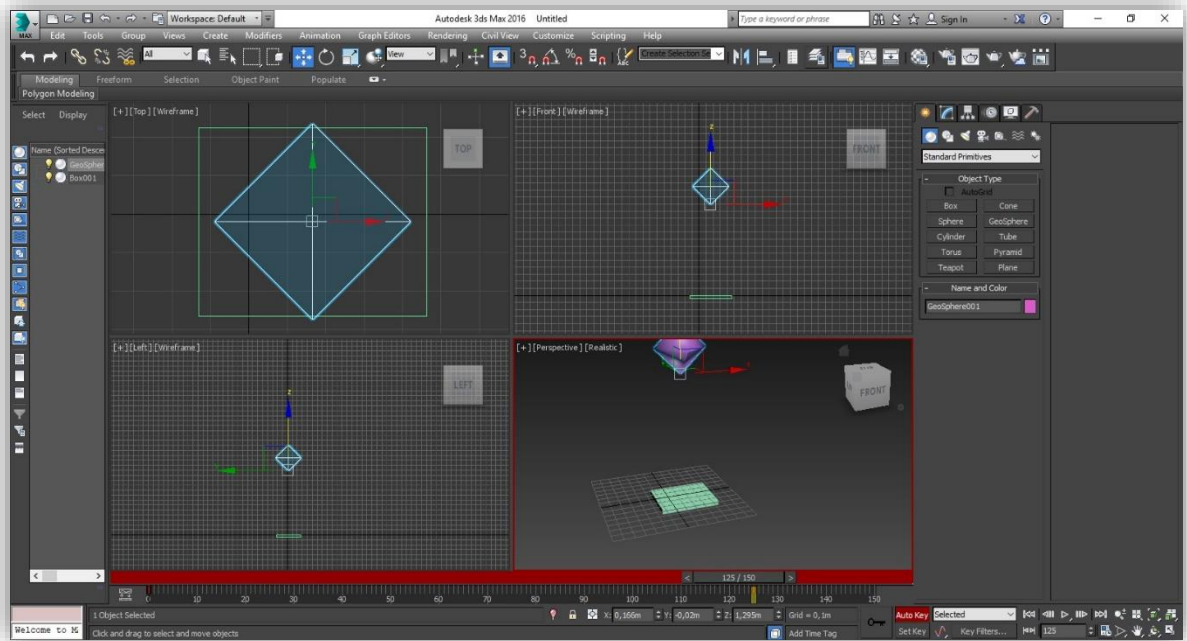 Workspace: Default
Autodesk 3ds Max 2016 Untitled
Type a keyword or phrase
Sign In
MAX
Edit Tools Group Views Create Modifiers Animation Graph Editors Rendering Civil View Customize Scripting Help
All
View
Create Selection Se
Modeling Freeform Selection Object Paint Populate
Polygon Modeling
Select Display
Name (Sorted Descen
GeoSpher
Box001
[+] [Top] [Wireframe]
TOP
[+] [Front] [Wireframe]
FRONT
[+] [Left] [Wireframe]
LEFT
[+] [Perspective] [Realistic]
FRONT
Standard Primitives
- Object Type
AutoGrid
Box Cone
Sphere GeoSphere
Cylinder Tube
Torus Pyramid
Teapot Plane
- Name and Color
GeoSphere001
< 125 / 150 >
0 10 20 30 40 50 60 70 80 90 100 110 120 130 140 150
1 Object Selected
X: 0,166m Y: -0,02m Z: 1,295m Grid = 0,1m
Auto Key Selected
Welcome to M
Click and drag to select and move objects
Add Time Tag
Set Key Key Filters... 125